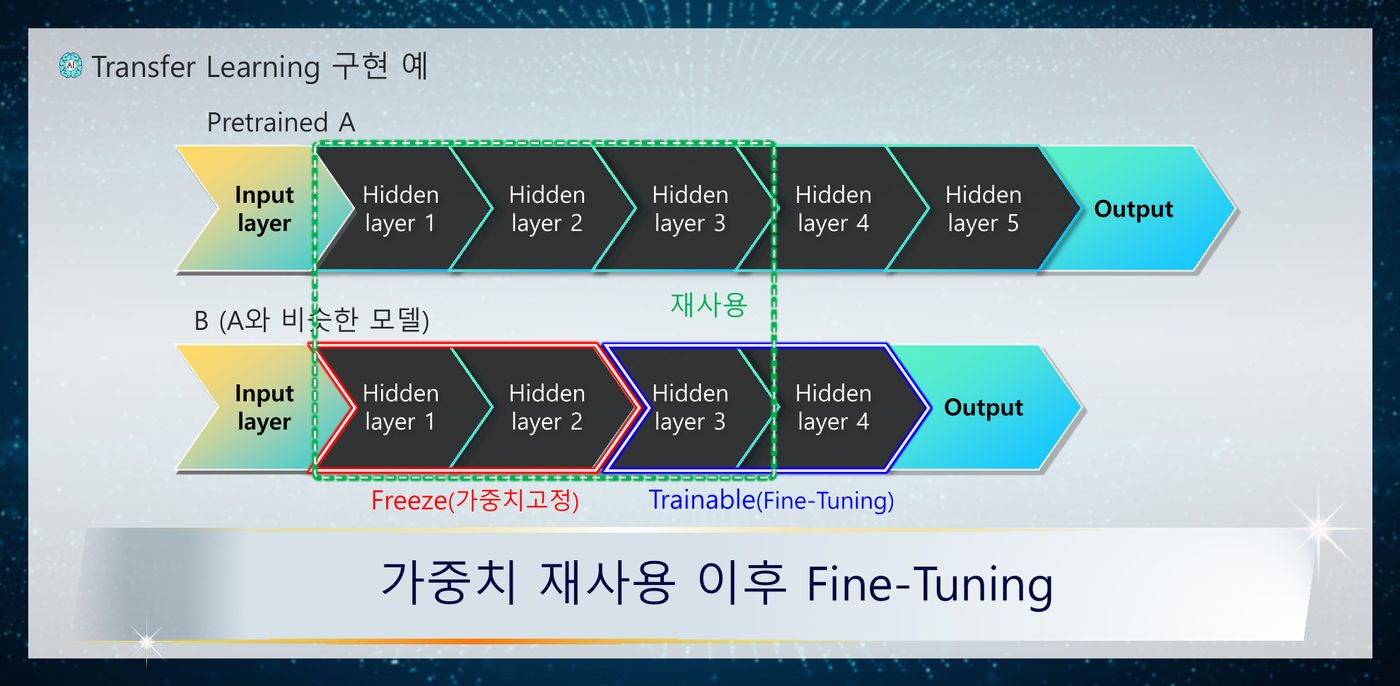 AI
Transfer Learning 구현 예
Pretrained A
Input
layer
Hidden
layer 1
Hidden
layer 2
Hidden
layer 3
Hidden
layer 4
Hidden
layer 5
Output
재사용
B (A와 비슷한 모델)
Input
layer
Hidden
layer 1
Hidden
layer 2
Hidden
layer 3
Hidden
layer 4
Output
Freeze(가중치고정)
Trainable(Fine-Tuning)
가중치 재사용 이후 Fine-Tuning